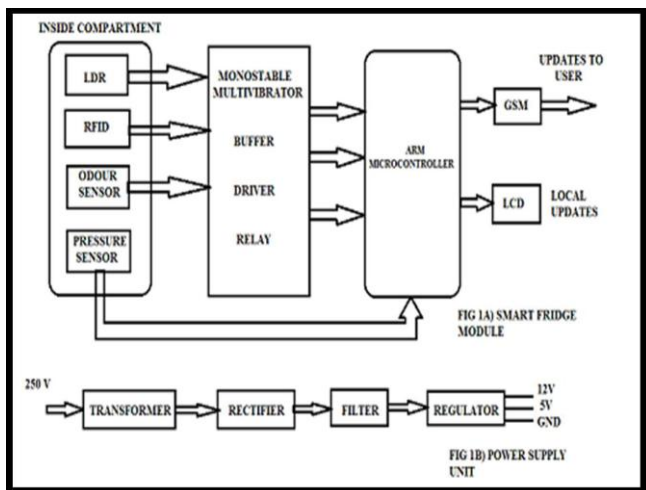 INSIDE COMPARTMENT
LDR
RFID
ODOUR
SENSOR
PRESSURE
SENSOR
MONOSTABLE
MULTIVIBRATOR
BUFFER
DRIVER
RELAY
ARM
MICROCONTROLLER
UPDATES TO
USER
GSM
LCD
LOCAL
UPDATES
FIG 1A) SMART FRIDGE
MODULE
250 V
TRANSFORMER
RECTIFIER
FILTER
REGULATOR
12V
5V
GND
FIG 1B) POWER SUPPLY
UNIT